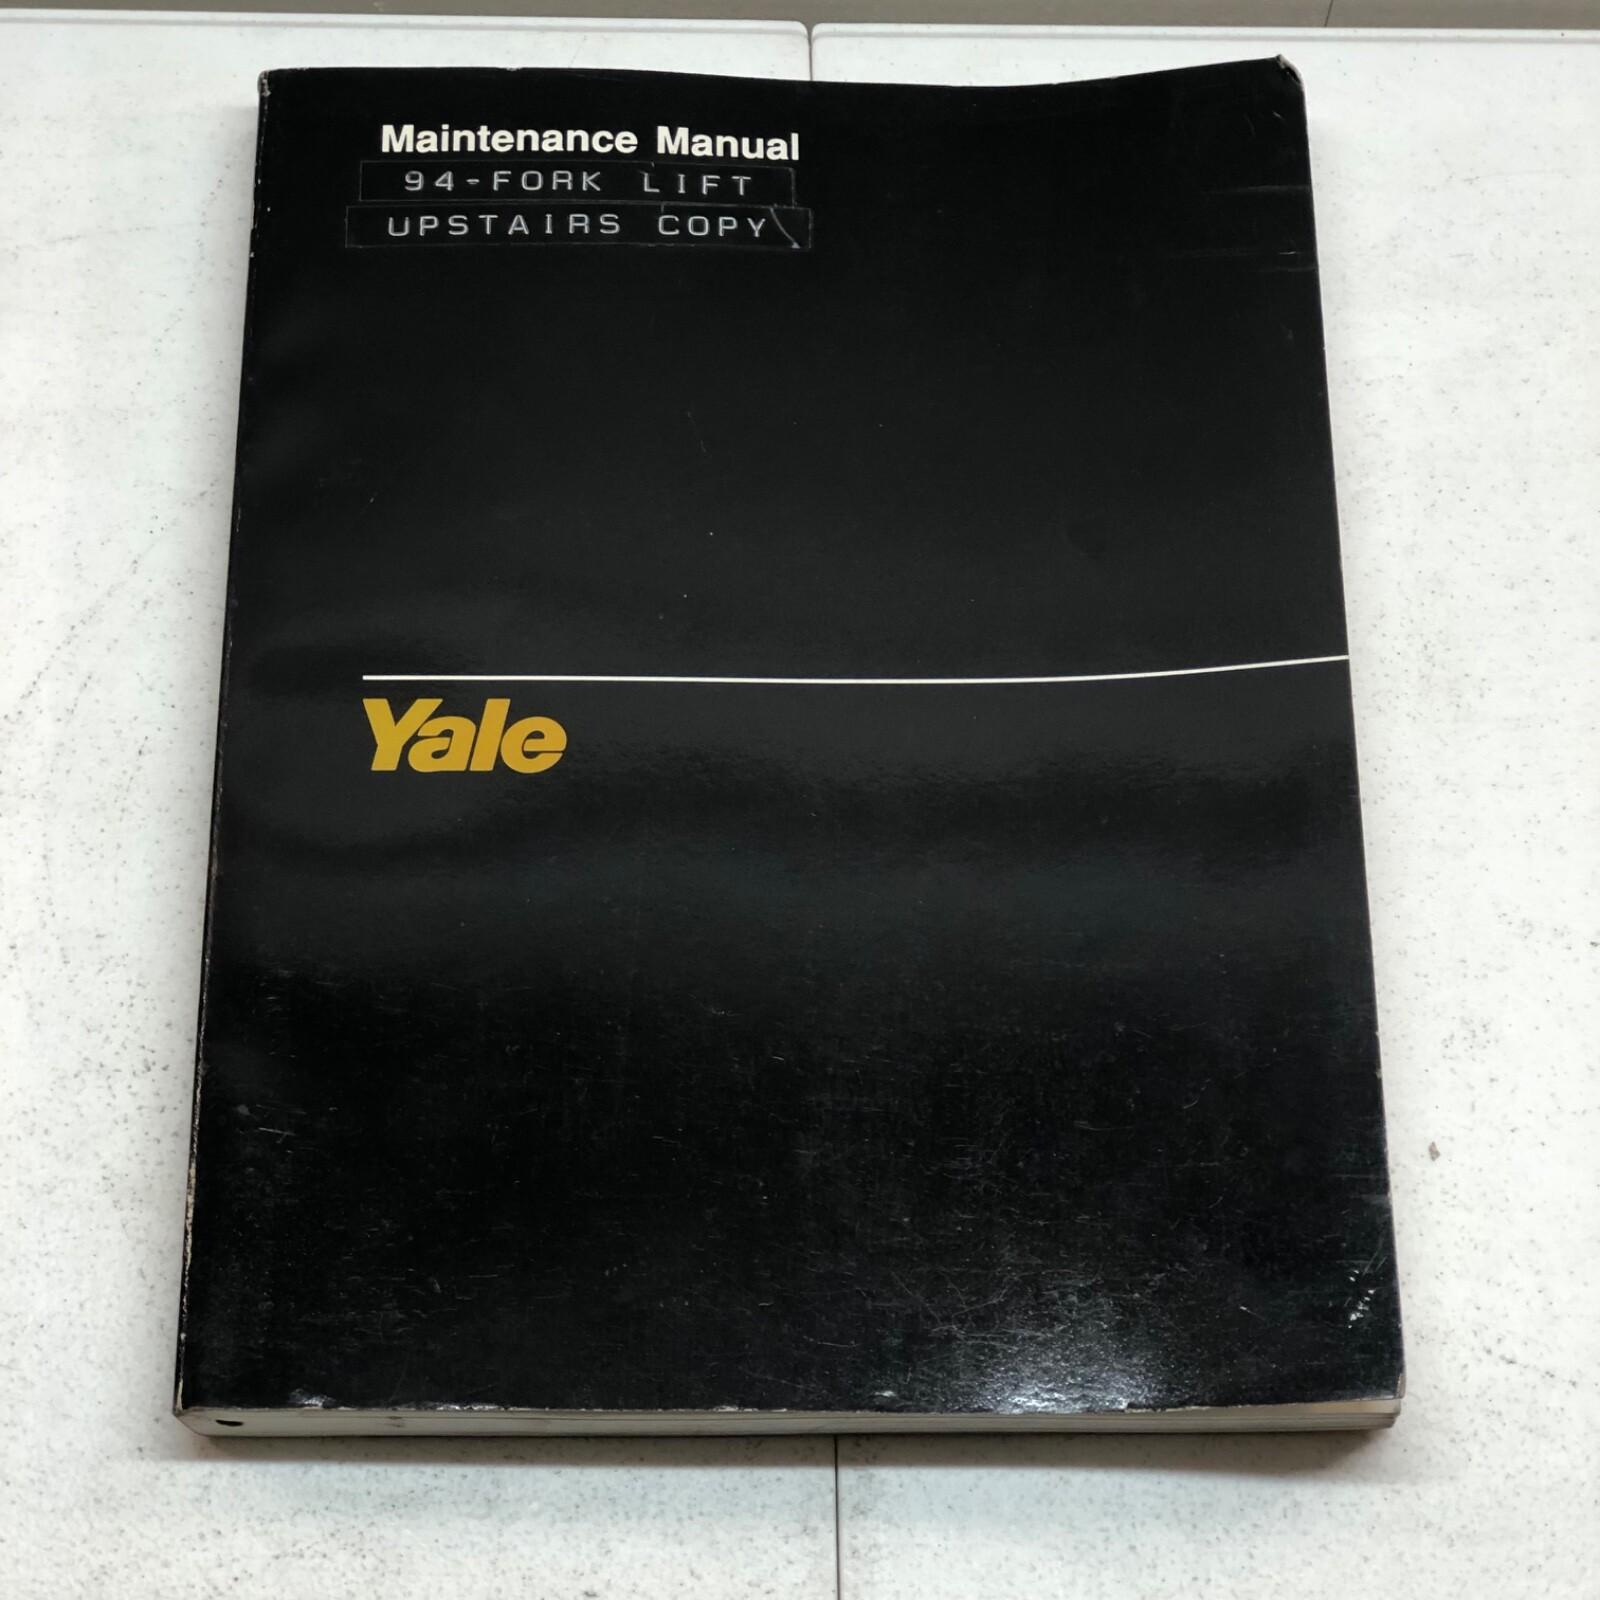 Maintenance Manual
94-FORK LIFT
UPSTAIRS COPY
Yale